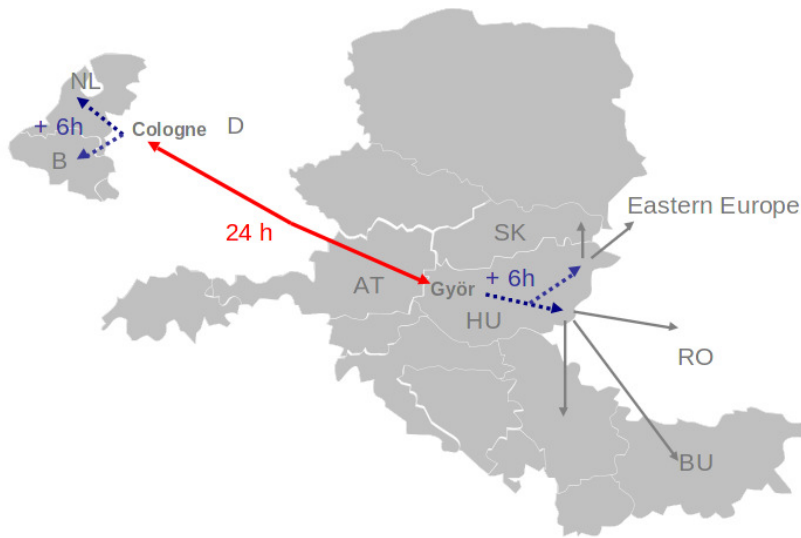 NL
+ 6h
Cologne
D
B
24 h
Eastern Europe
SK
AT
Györ
+ 6h
HU
RO
BU